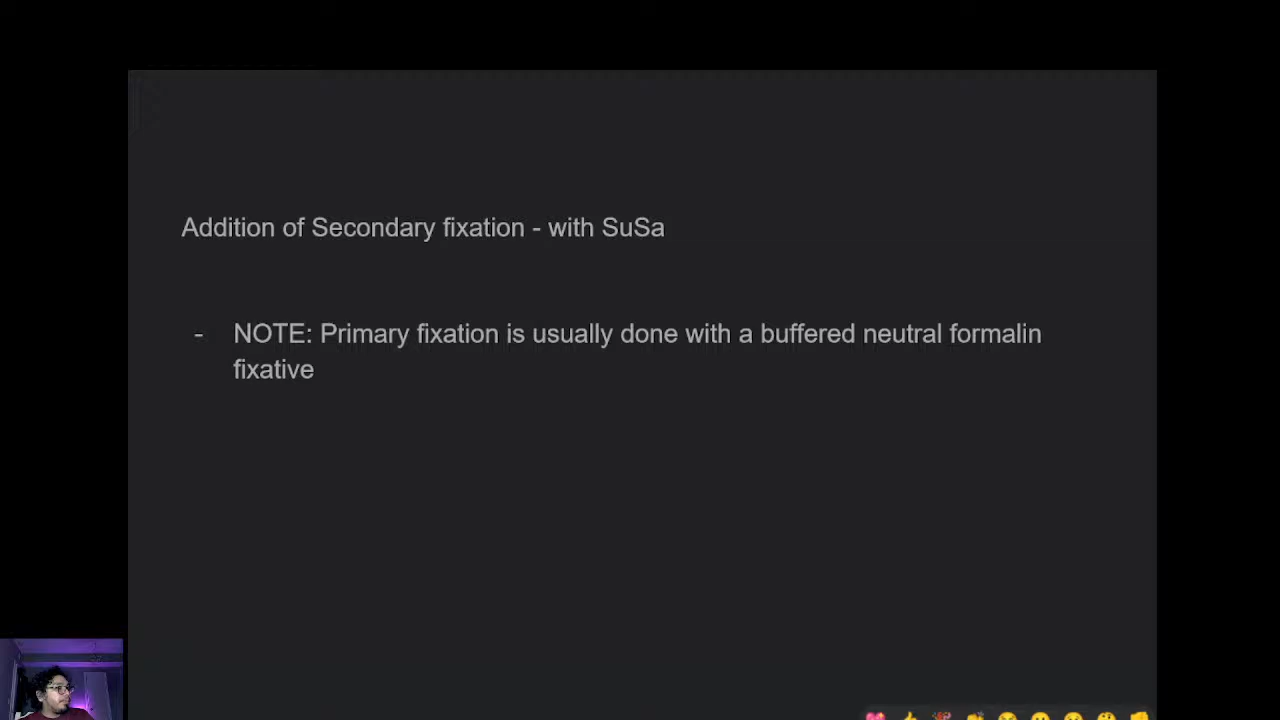 Addition of Secondary fixation - with SuSa
- NOTE: Primary fixation is usually done with a buffered neutral formalin
fixative